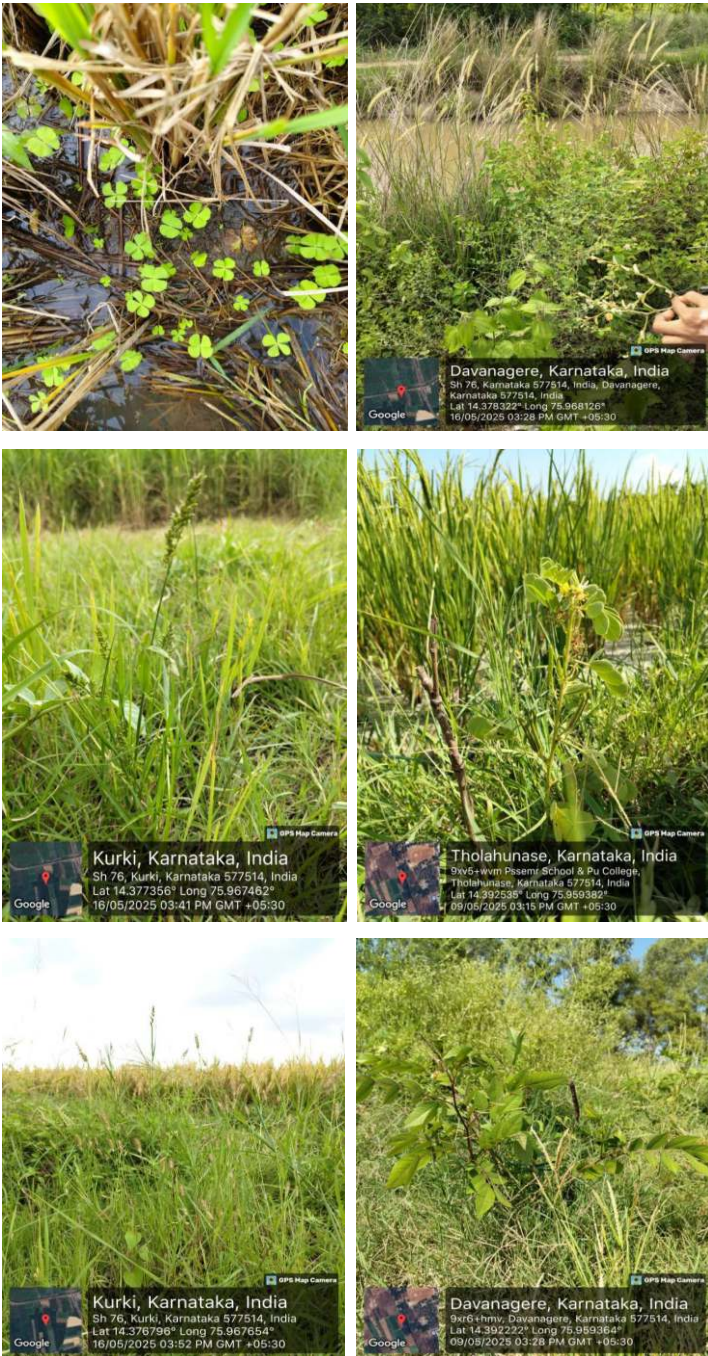 GPS Map Camera
Davanagere, Karnataka, India
Sh 76, Karnataka 577514, India, Davanagere,
Karnataka 577514, India
Lat 14.378322° Long 75.968126°
16/05/2025 03:28 PM GMT +05:30
Google
GPS Map Camera
Kurki, Karnataka, India
Sh 76, Kurki, Karnataka 577514, India
Lat 14.377356° Long 75.967462°
16/05/2025 03:41 PM GMT +05:30
Google
GPS Map Camera
Tholahunase, Karnataka, India
9xv5+wvm Pssemr School & Pu College,
Tholahunase, Karnataka 577514, India
Lat 14.392535° Long 75.959382°
09/05/2025 03:15 PM GMT +05:30
Google
GPS Map Camera
Kurki, Karnataka, India
Sh 76, Kurki, Karnataka 577514, India
Lat 14.376796° Long 75.967654°
16/05/2025 03:52 PM GMT +05:30
Google
GPS Map Camera
Davanagere, Karnataka, India
9xr6+hmv, Davanagere, Karnataka 577514, India
Lat 14.392222° Long 75.959364°
09/05/2025 03:28 PM GMT +05:30
Google